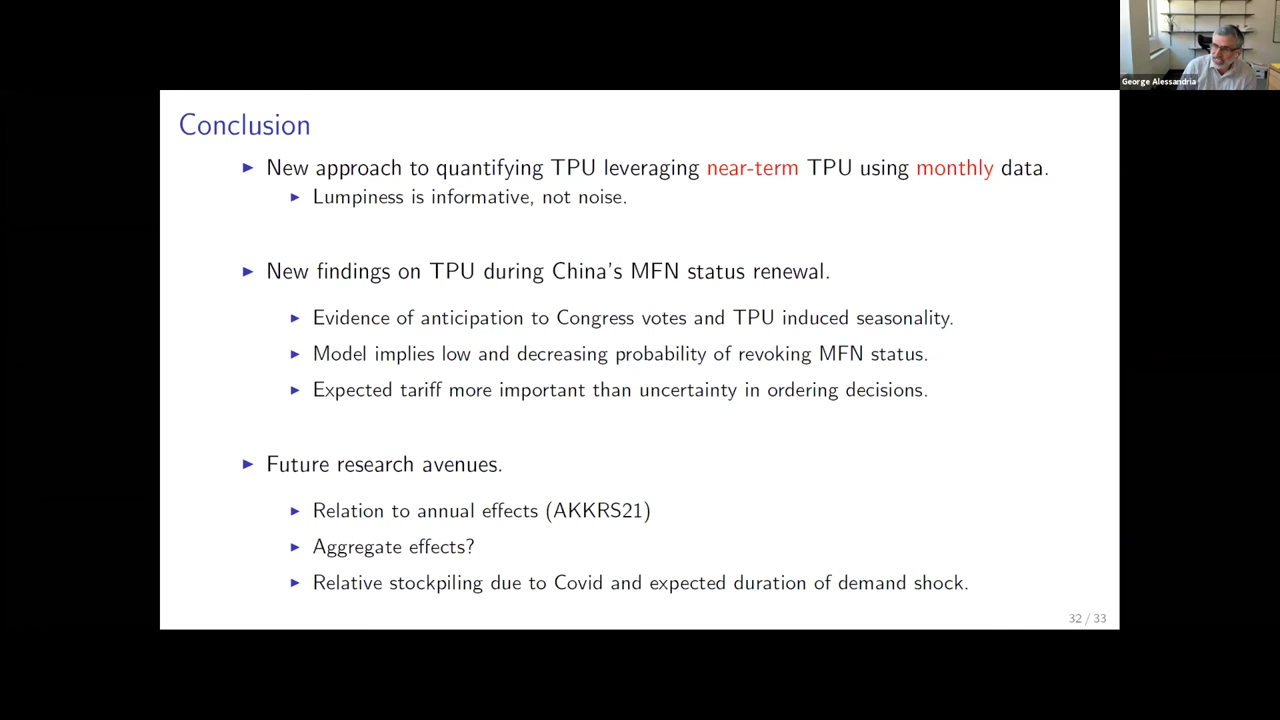 George Alessandria
Conclusion
New approach to quantifying TPU leveraging near-term TPU using monthly data.
Lumpiness is informative, not noise.
New findings on TPU during China's MFN status renewal.
Evidence of anticipation to Congress votes and TPU induced seasonality.
Model implies low and decreasing probability of revoking MFN status.
Expected tariff more important than uncertainty in ordering decisions.
Future research avenues.
Relation to annual effects (AKKRS21)
Aggregate effects?
Relative stockpiling due to Covid and expected duration of demand shock.
32 / 33